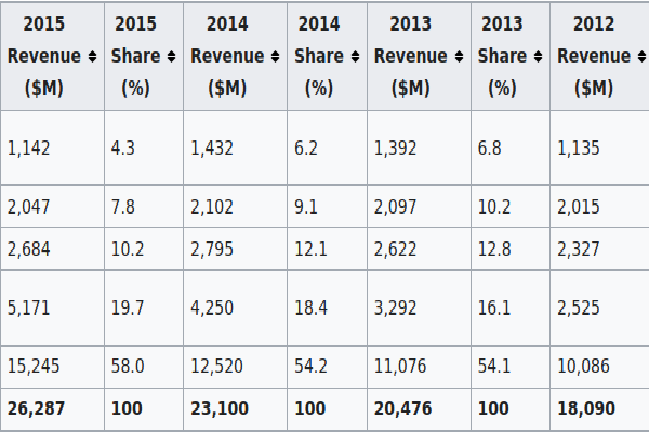 2015 2015 2014 2014 2013 2013 2012
Revenue Share Revenue Share Revenue Share Revenue
($M) (%) ($M) (%) ($M) (%) ($M)
1,142 4.3 1,432 6.2 1,392 6.8 1,135
2,047 7.8 2,102 9.1 2,097 10.2 2,015
2,684 10.2 2,795 12.1 2,622 12.8 2,327
5,171 19.7 4,250 18.4 3,292 16.1 2,525
15,245 58.0 12,520 54.2 11,076 54.1 10,086
26,287 100 23,100 100 20,476 100 18,090